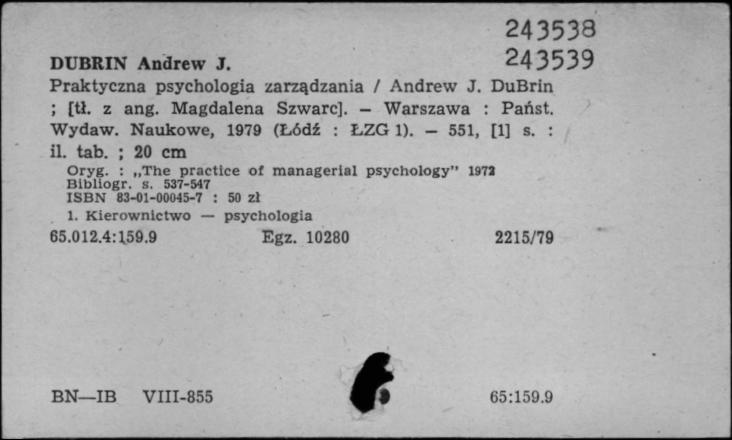 243538
243539
DUBRIN Andrew J.
Praktyczna psychologia zarządzania / Andrew J. DuBrin
; [tł. z ang. Magdalena Szwarc]. — Warszawa : Państ.
Wydaw. Naukowe, 1979 (Łódź : ŁZG 1). — 551, [1] s. :
il. tab. ; 20 cm
Oryg. : „The practice of managerial psychology” 1972
Bibliogr. s. 537-547
ISBN 83-01-00045-7 : 50 zł
1. Kierownictwo — psychologia
65.012.4:159.9 Egz. 10280 2215/79
BN—IB VIII-855 65:159.9